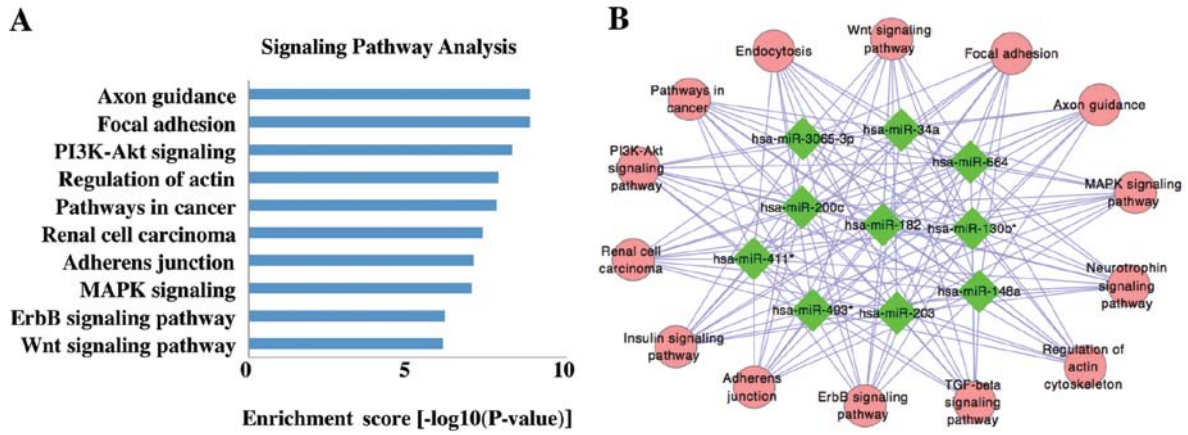 A
Signaling Pathway Analysis
Axon guidance
Focal adhesion
PI3K-Akt signaling
Regulation of actin
Pathways in cancer
Renal cell carcinoma
Adherens junction
MAPK signaling
ErbB signaling pathway
Wnt signaling pathway
0
5
10
Enrichment score [-log10(P-value)]
B
Wnt signaling
pathway
Endocytosis
Focal adhesion
Pathways in
cancer
Axon guidance
hsa-miR-3065-3p
hsa-miR-34a
hsa-miR-664
PI3K-Akt
signaling
pathway
MAPK signaling
pathway
hsa-miR-200c
hsa-miR-182
hsa-miR-130b*
Renal cell
carcinoma
hsa-miR-411*
Neurotrophin
signaling
pathway
hsa-miR-148a
hsa-miR-493*
hsa-miR-203
Insulin signaling
pathway
Regulation of
actin
cytoskeleton
Adherens
junction
ErbB signaling
pathway
TGF-beta
signaling
pathway